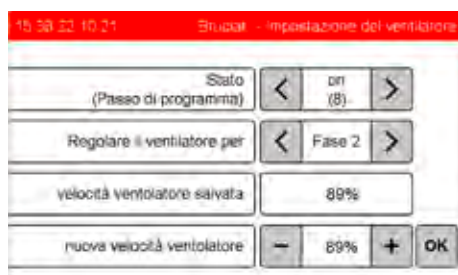 15:38 22.10.21 Bruciat. - Impostazione del ventilatore
Stato
(Passo di programma)
< on
(8) >
Regolare il ventilatore per < Fase 2 >
velocità ventolatore salvata 89%
nuova velocità ventolatore - 89% + OK